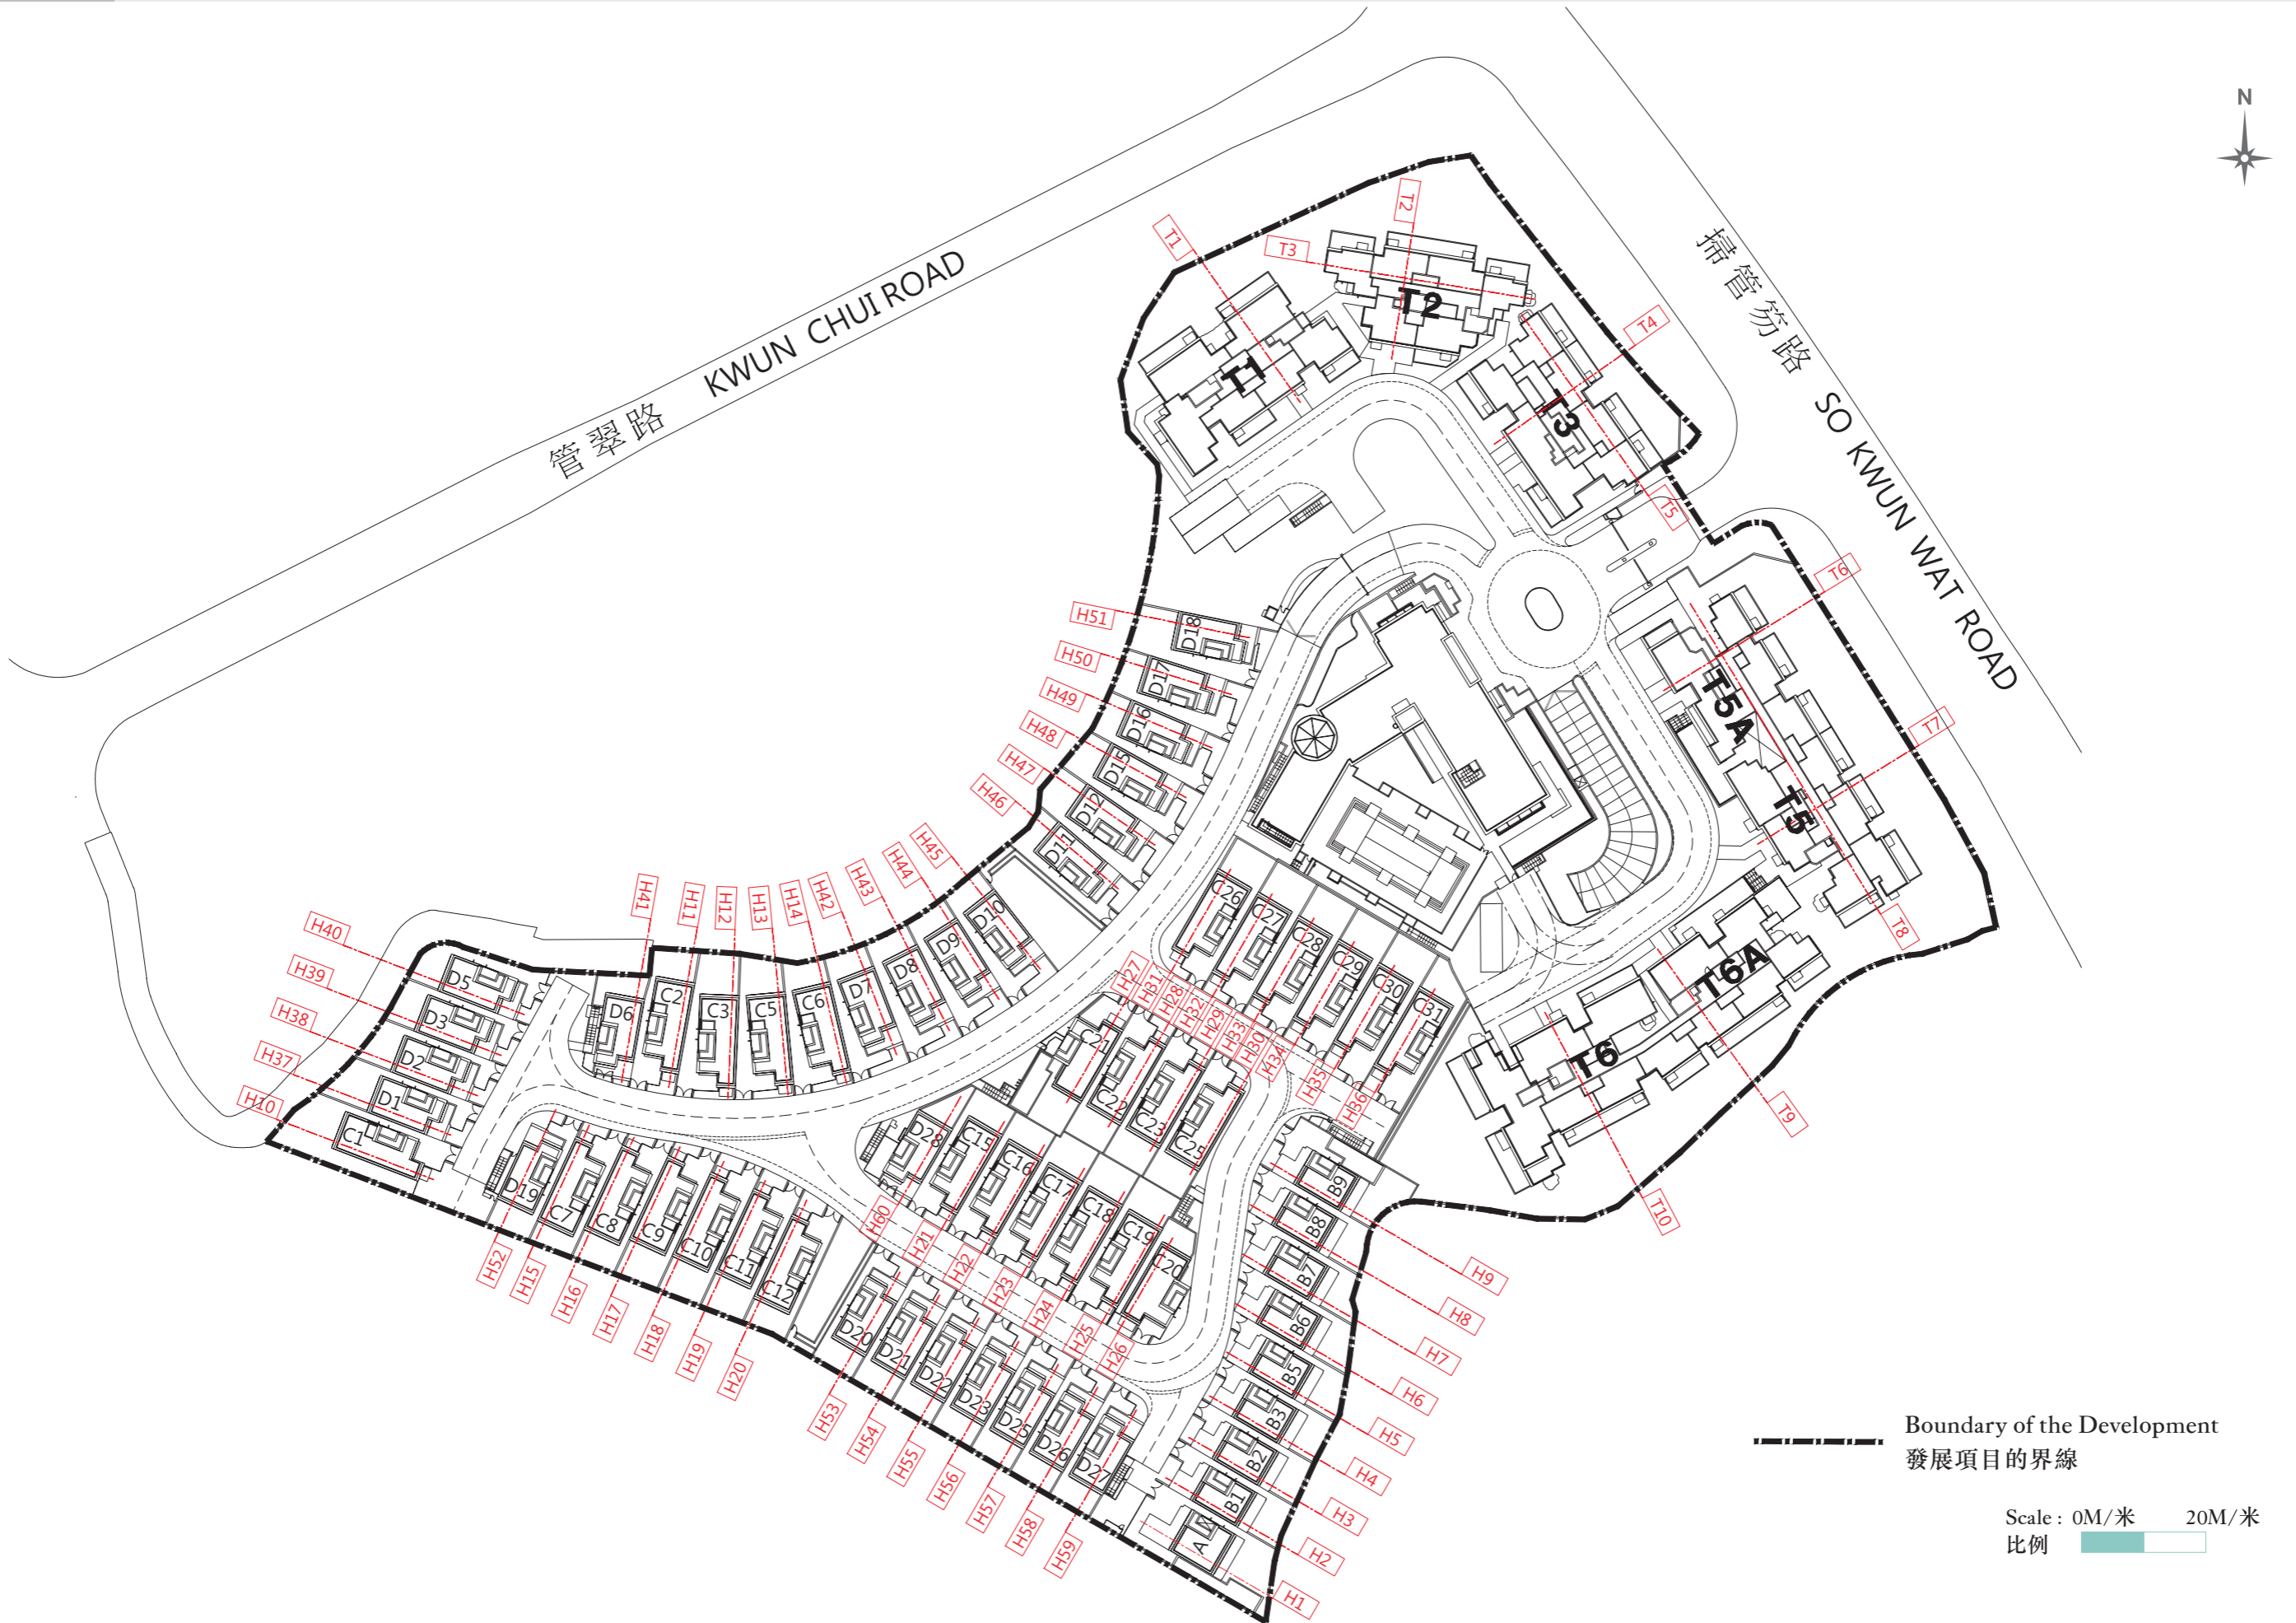 N
管翠路 KWUN CHUI ROAD
掃管笏路 SO KWUN WAT ROAD
T1
T2
T3
T4
T5
T6
T7
T8
T9
T10
T1
T2
T3
T5A
T5
T6A
T6
H51
H50
H49
H48
H47
H46
H45
H44
H43
H42
H14
H13
H12
H11
H41
H40
H39
H38
H37
H10
D18
D17
D16
D15
D12
D11
D10
D9
D8
D7
C6
C5
C3
C2
D6
D5
D3
D2
D1
C1
C26
C27
C28
C29
C30
C31
H27
H31
H28
H32
H29
H33
H30
H34
H35
H36
C21
C22
C23
C25
D28
C15
C16
C17
C18
C19
C20
D19
C7
C8
C9
C10
C11
C12
H60
H21
H22
H23
H24
H25
H26
H52
H15
H16
H17
H18
H19
H20
D20
D21
D22
D23
D25
D26
D27
H53
H54
H55
H56
H57
H58
H59
B9
B8
B7
B6
B5
B3
B2
B1
A
H9
H8
H7
H6
H5
H4
H3
H2
H1
Boundary of the Development
發展項目的界線
Scale : 0M/米 20M/米
比例